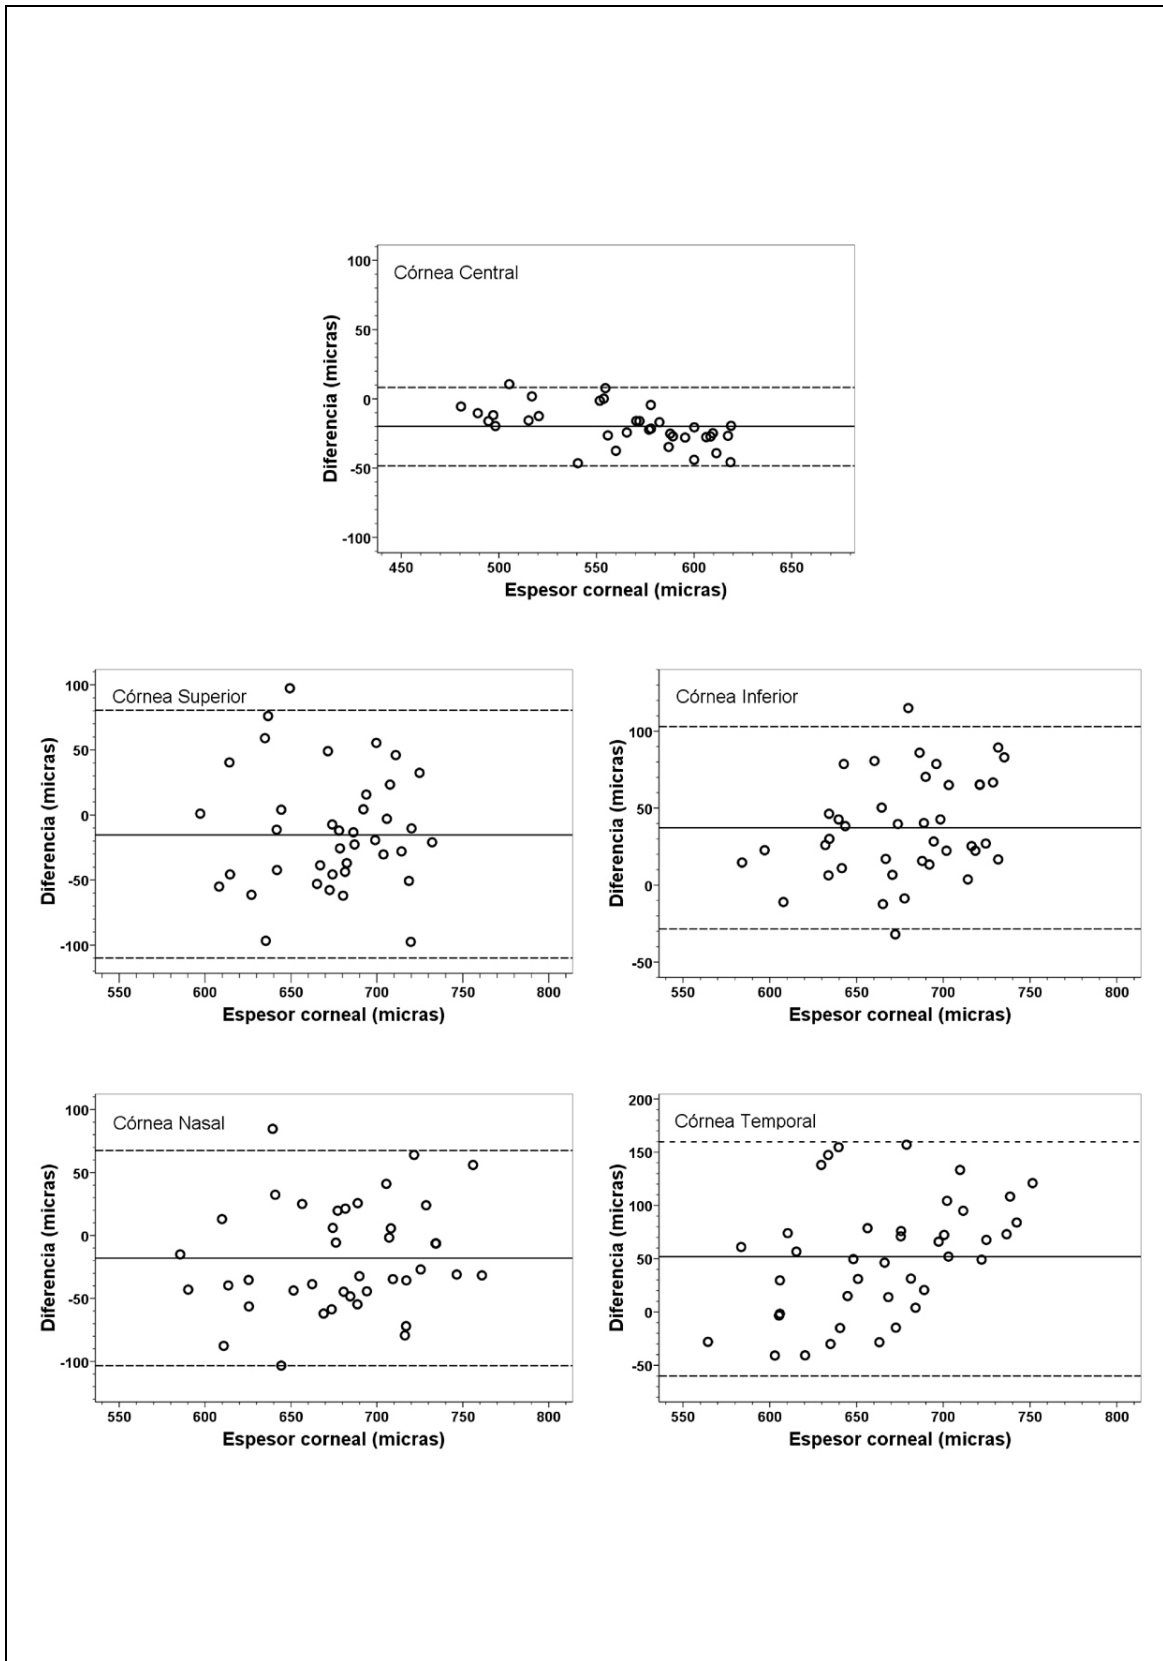 Córnea Central
Diferencia (micras)
100
50
0
-50
-100
450 500 550 600 650
Espesor corneal (micras)
Córnea Superior
Diferencia (micras)
100
50
0
-50
-100
550 600 650 700 750 800
Espesor corneal (micras)
Córnea Inferior
Diferencia (micras)
100
50
0
-50
550 600 650 700 750 800
Espesor corneal (micras)
Córnea Nasal
Diferencia (micras)
100
50
0
-50
-100
550 600 650 700 750 800
Espesor corneal (micras)
Córnea Temporal
Diferencia (micras)
200
150
100
50
0
-50
550 600 650 700 750 800
Espesor corneal (micras)